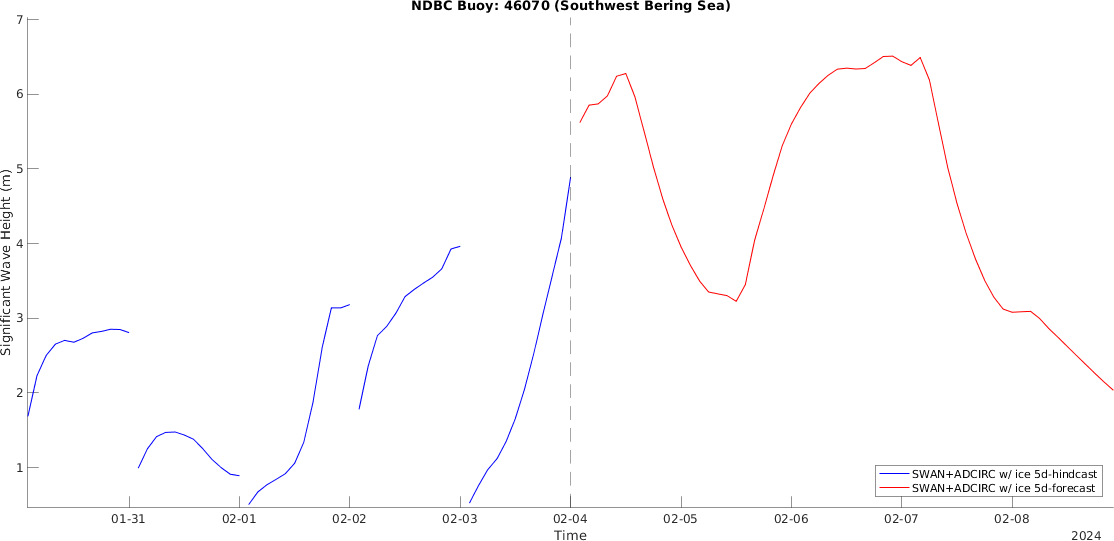 NDBC Buoy: 46070 (Southwest Bering Sea)
7
6
5
4
3
2
1
Significant Wave Height (m)
SWAN+ADCIRC w/ ice 5d-hindcast
SWAN+ADCIRC w/ ice 5d-forecast
01-31 02-01 02-02 02-03 02-04 02-05 02-06 02-07 02-08
Time
2024